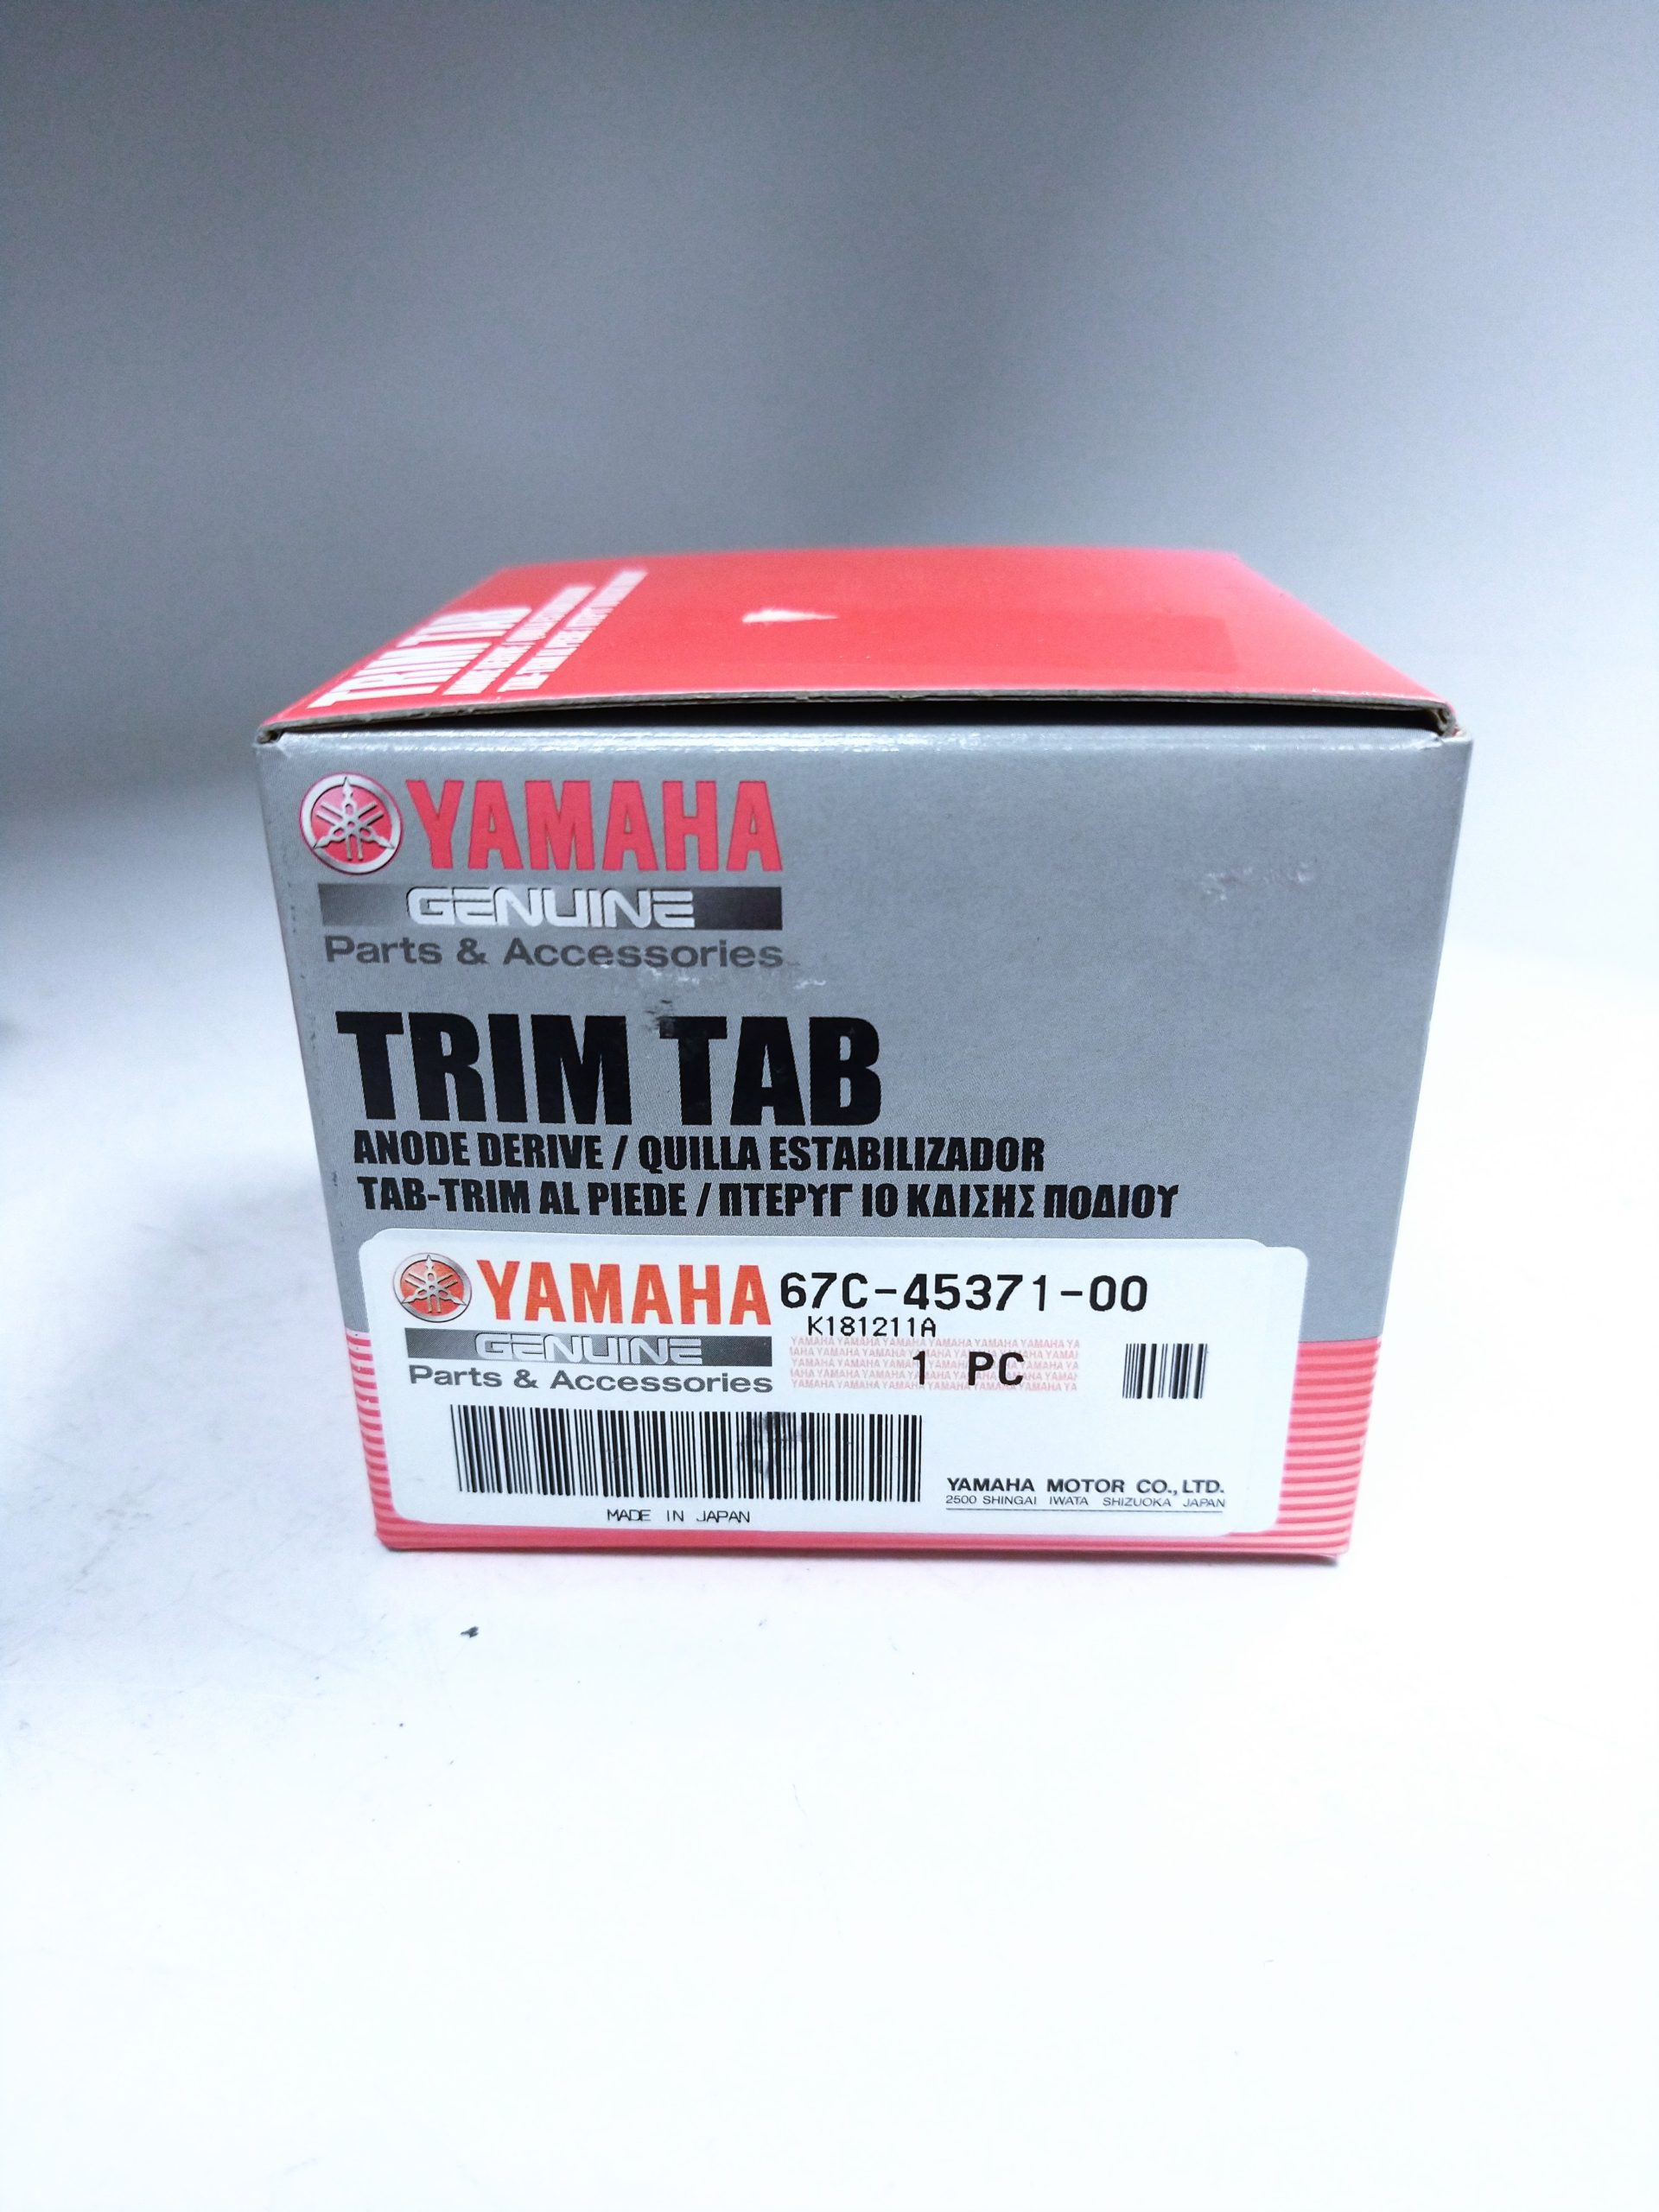 TRIM TAB
YAMAHA
GENUINE
Parts & Accessories
TRIM TAB
ANODE DERIVE / QUILLA ESTABILIZADOR
TAB-TRIM AL PIEDE / ΠΤΕΡΥΓ ΙΟ ΚΔΙΣΗΣ ΠΟΔΙΟΥ
YAMAHA 67C-45371-00
GENUINE K181211A
Parts & Accessories 1 PC
YAMAHA MOTOR CO., LTD.
2500 SHINGAI IWATA SHIZUOKA JAPAN
MADE IN JAPAN